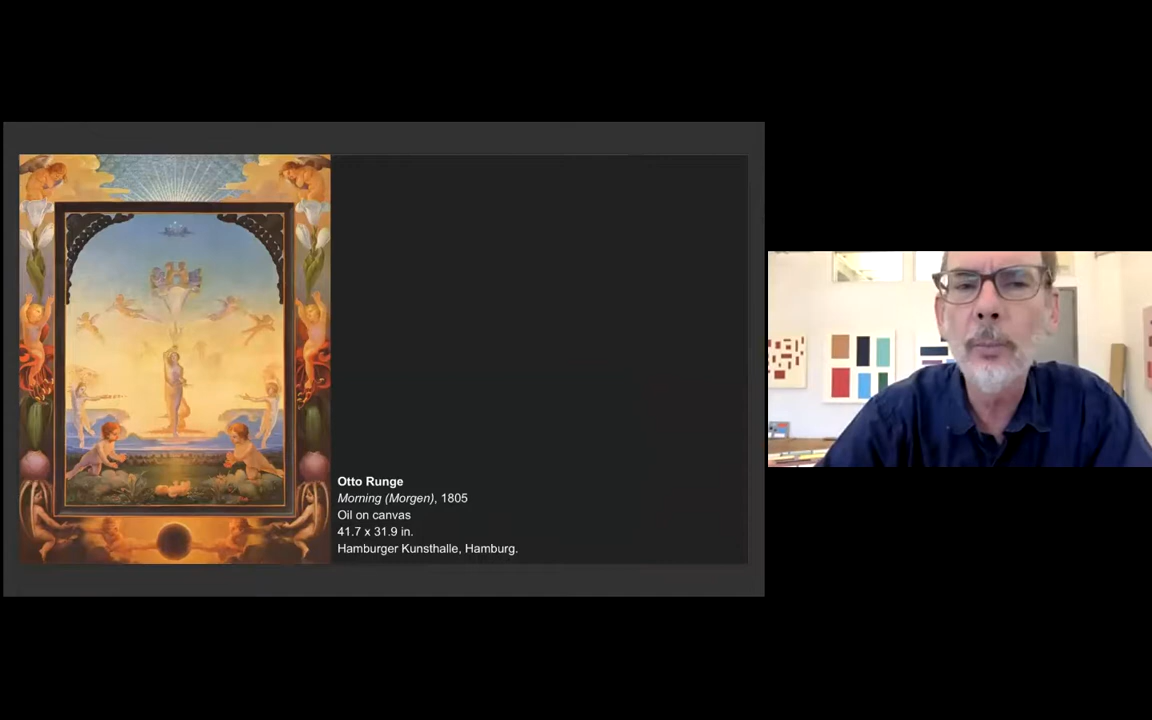 Otto Runge
Morning (Morgen), 1805
Oil on canvas
41.7 x 31.9 in.
Hamburger Kunsthalle, Hamburg.